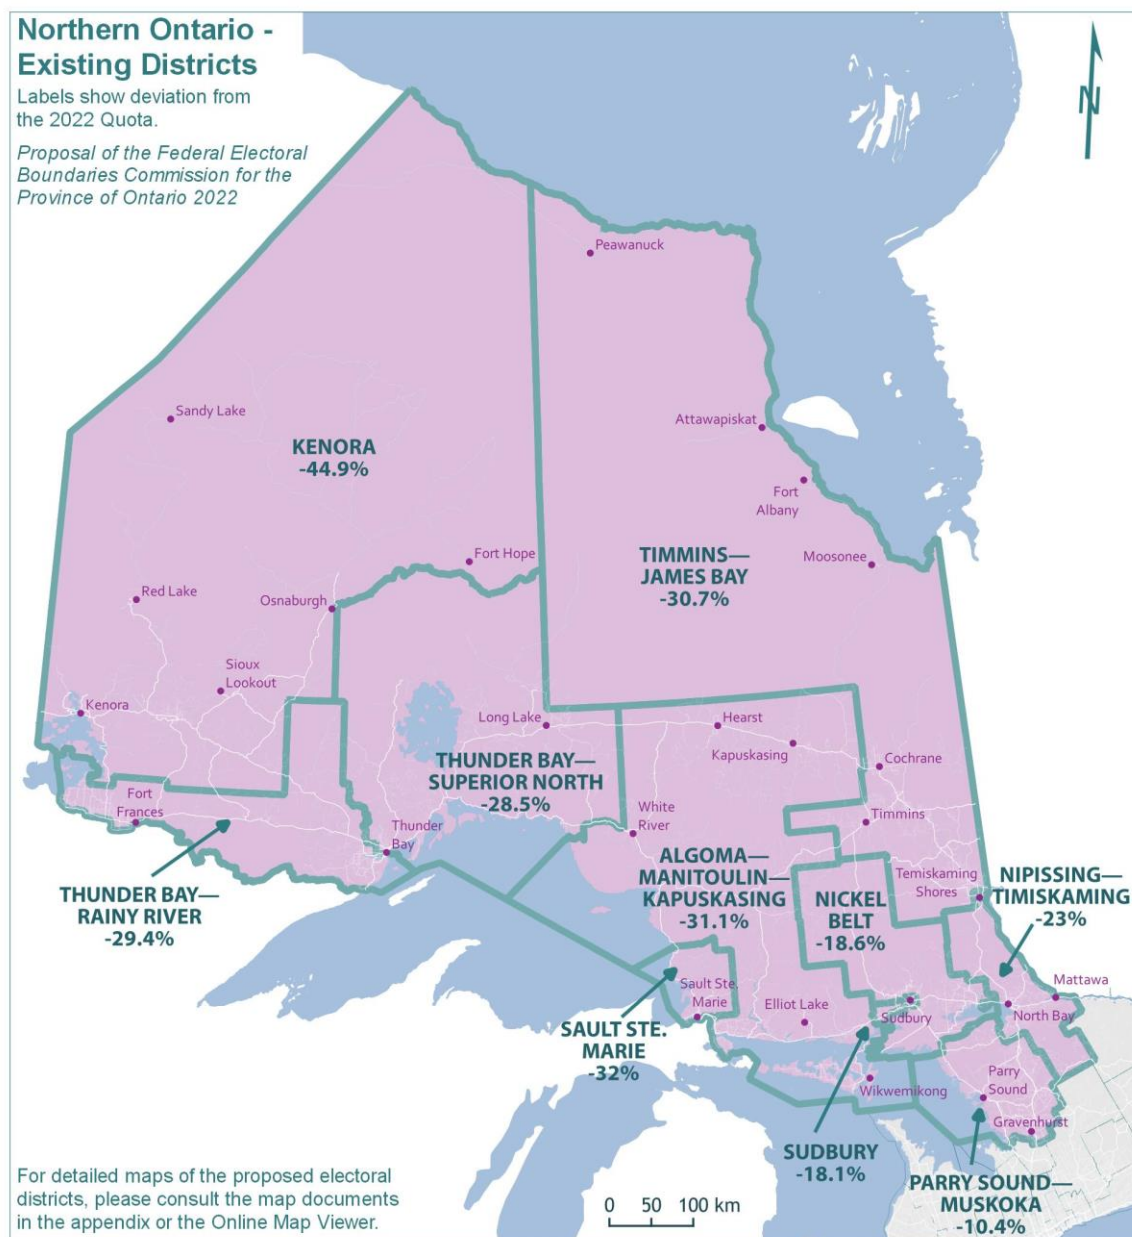 Northern Ontario -
Existing Districts
Labels show deviation from
the 2022 Quota.
Proposal of the Federal Electoral
Boundaries Commission for the
Province of Ontario 2022
N
Peawanuck
Sandy Lake
Attawapiskat
KENORA
-44.9%
Fort
Albany
Fort Hope
TIMMINS—
JAMES BAY
-30.7%
Moosonee
Red Lake
Osnaburgh
Sioux
Lookout
Kenora
Long Lake
Hearst
Kapuskasing
Cochrane
THUNDER BAY—
SUPERIOR NORTH
-28.5%
Fort
Frances
White
River
Timmins
Thunder
Bay
ALGOMA—
MANITOULIN—
KAPUSKASING
-31.1%
Temiskaming
Shores
NICKEL
BELT
-18.6%
NIPISSING—
TIMISKAMING
-23%
THUNDER BAY—
RAINY RIVER
-29.4%
Mattawa
Sault Ste.
Marie
Elliot Lake
Sudbury
North Bay
SAULT STE.
MARIE
-32%
Wikwemikong
Parry
Sound
Gravenhurst
SUDBURY
-18.1%
PARRY SOUND—
MUSKOKA
-10.4%
For detailed maps of the proposed electoral
districts, please consult the map documents
in the appendix or the Online Map Viewer.
0 50 100 km